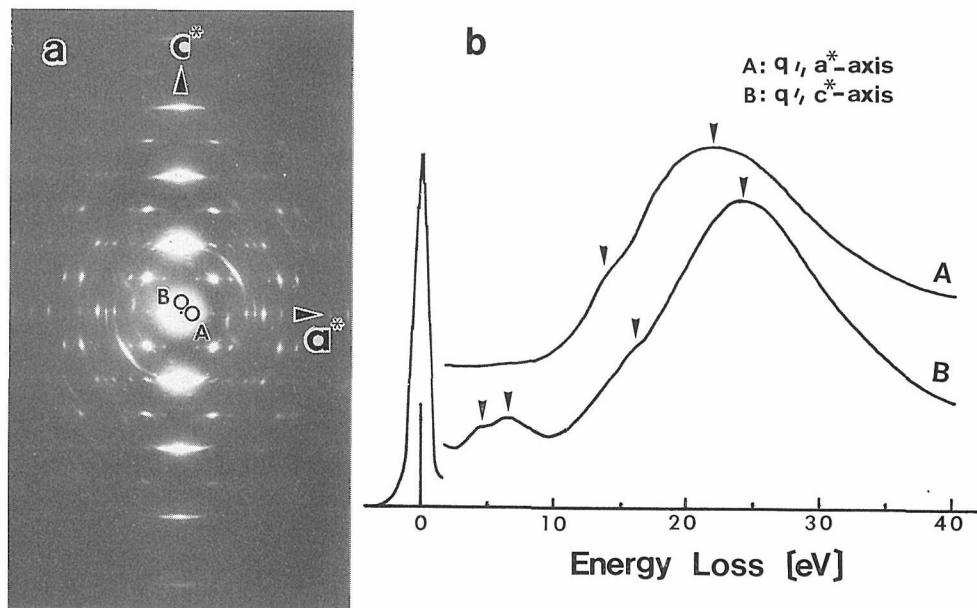 a
c*
B
A
a*
b
A: q 〃 a*-axis
B: q 〃 c*-axis
A
B
0
10
20
30
40
Energy Loss [eV]